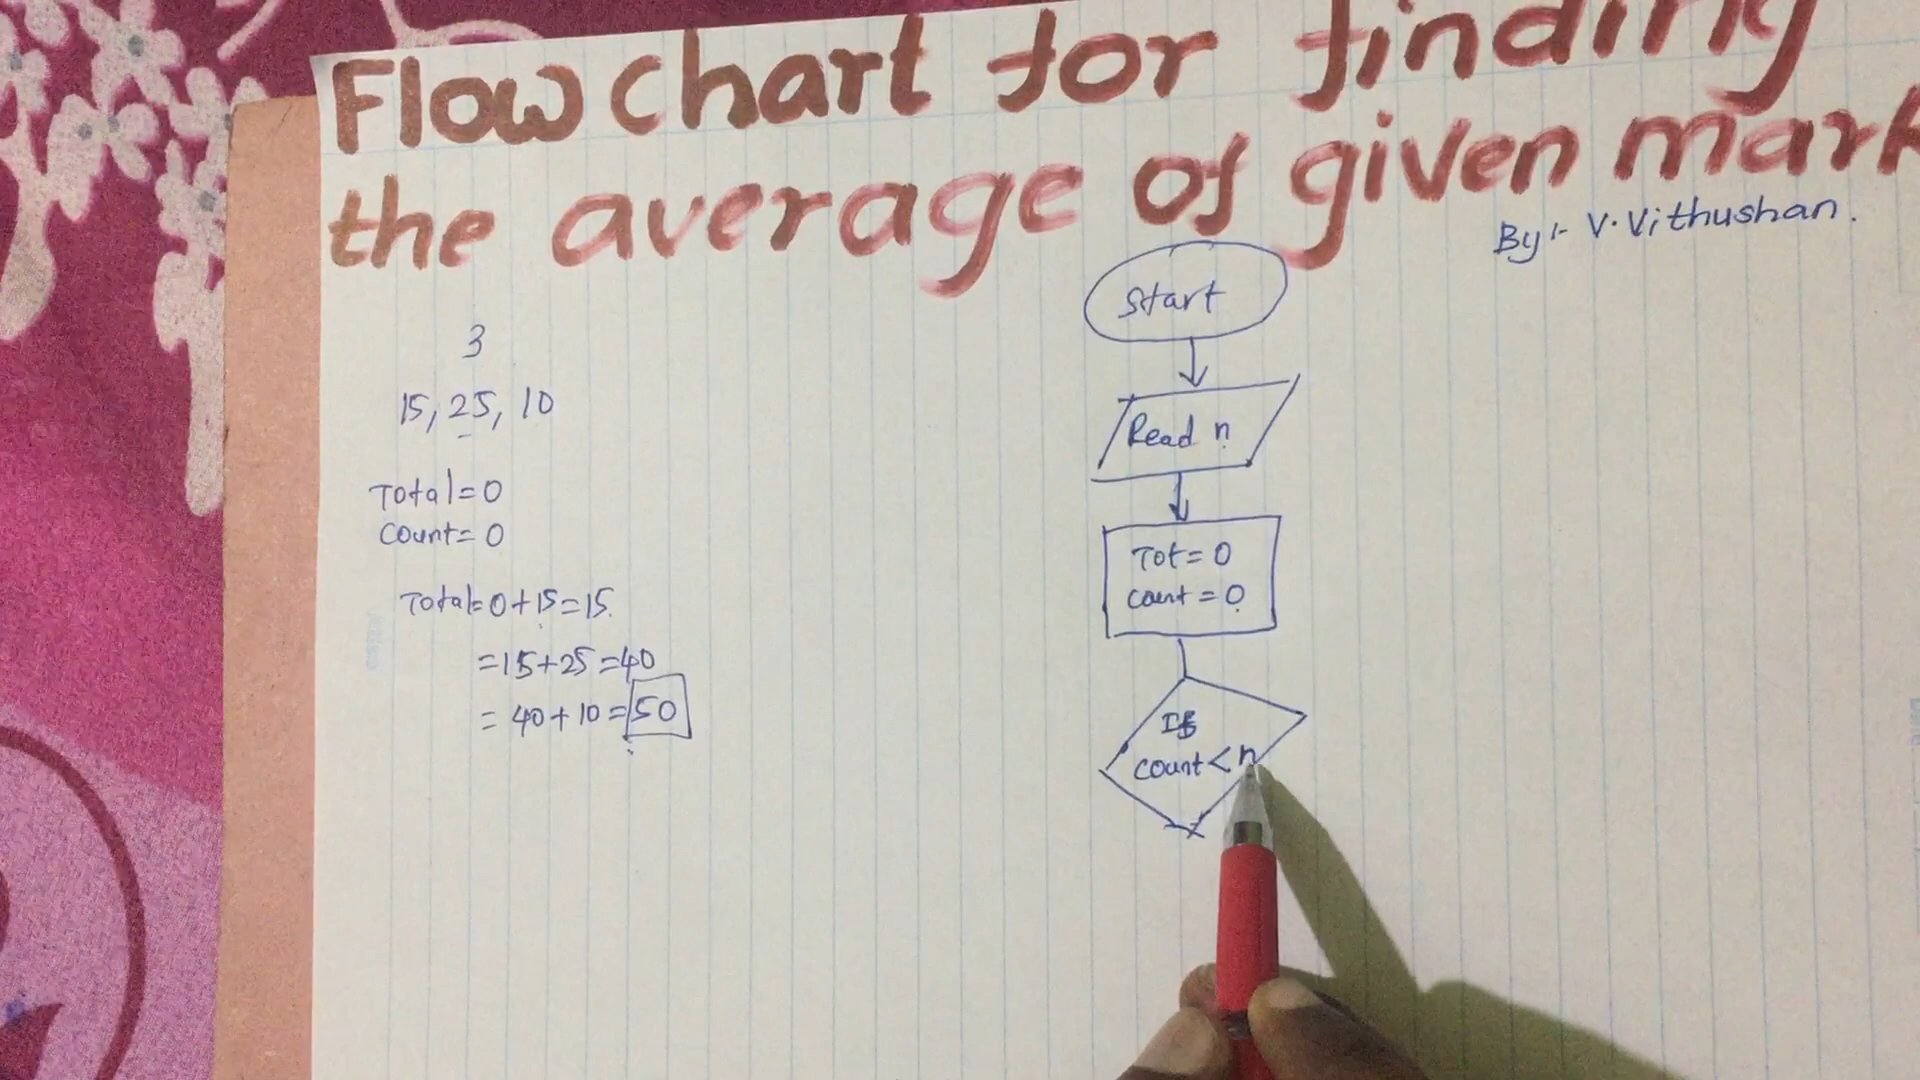 Flow chart for finding
the average of given mark
By:- V.Vithushan.
3
15, 25, 10
Total=0
Count=0
Total=0+15=15.
=15+25=40
=40+10=50
Start
Read n
Tot=0
Count=0
If
count<n